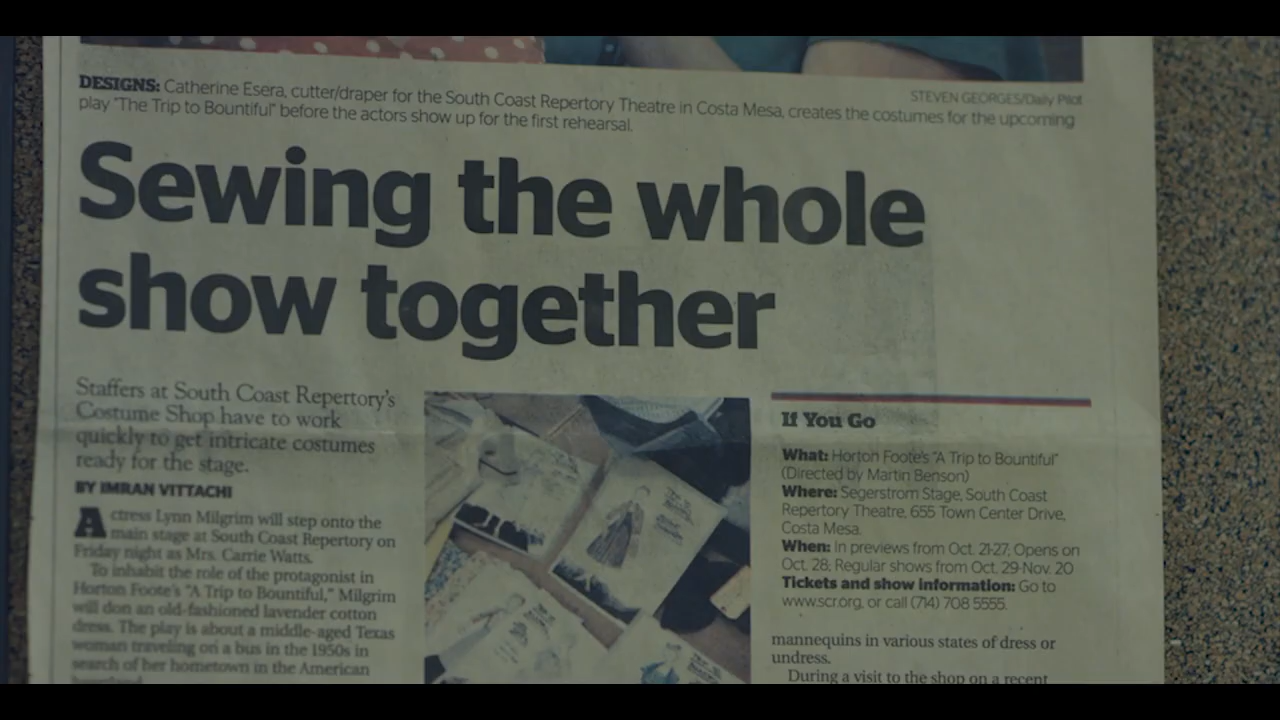 DESIGNS: Catherine Esera, cutter/draper for the South Coast Repertory Theatre in Costa Mesa, creates the costumes for the upcoming
play "The Trip to Bountiful" before the actors show up for the first rehearsal.
STEVEN GEORGES/Daily Pilot
Sewing the whole
show together
Staffers at South Coast Repertory's
Costume Shop have to work
quickly to get intricate costumes
ready for the stage.
BY IMRAN VITTACHI
Actress Lynn Milgrim will step onto the
main stage at South Coast Repertory on
Friday night as Mrs. Carrie Watts.
To inhabit the role of the protagonist in
Horton Foote's "A Trip to Bountiful," Milgrim
will don an old-fashioned lavender cotton
dress. The play is about a middle-aged Texas
woman traveling on a bus in the 1950s in
search of her hometown in the American
If You Go
What: Horton Foote's "A Trip to Bountiful"
(Directed by Martin Benson)
Where: Segerstrom Stage, South Coast
Repertory Theatre, 655 Town Center Drive,
Costa Mesa.
When: In previews from Oct. 21-27; Opens on
Oct. 28; Regular shows from Oct. 29-Nov. 20
Tickets and show information: Go to
www.scr.org, or call (714) 708 5555.
mannequins in various states of dress or
undress.
During a visit to the shop on a recent